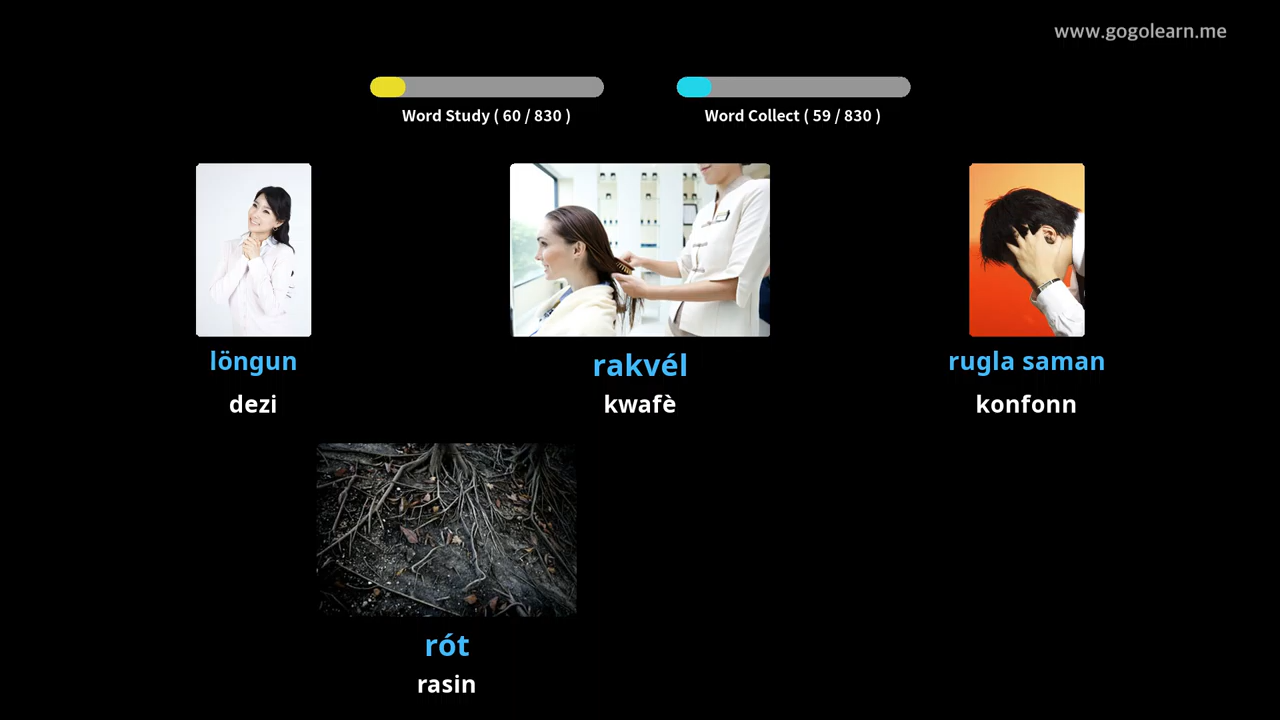 www.gogolearn.me
Word Study ( 60 / 830 )
Word Collect ( 59 / 830 )
löngun
rakvél
rugla saman
dezi
kwafè
konfonn
rót
rasin